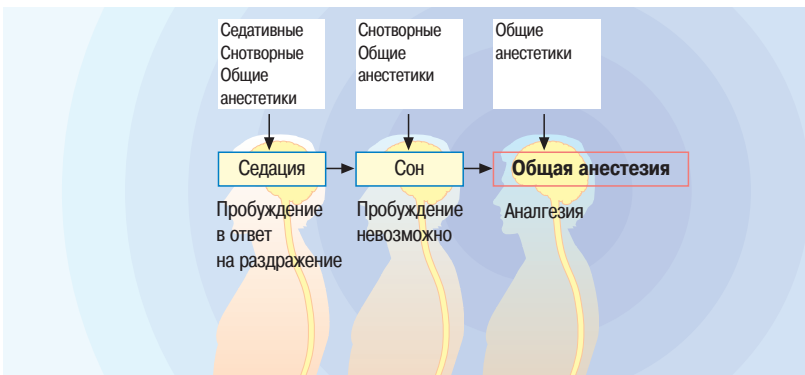 Седативные
Снотворные
Общие
анестетики
Снотворные
Общие
анестетики
Общие
анестетики
Седация
Сон
Общая анестезия
Пробуждение
в ответ
на раздражение
Пробуждение
невозможно
Аналгезия